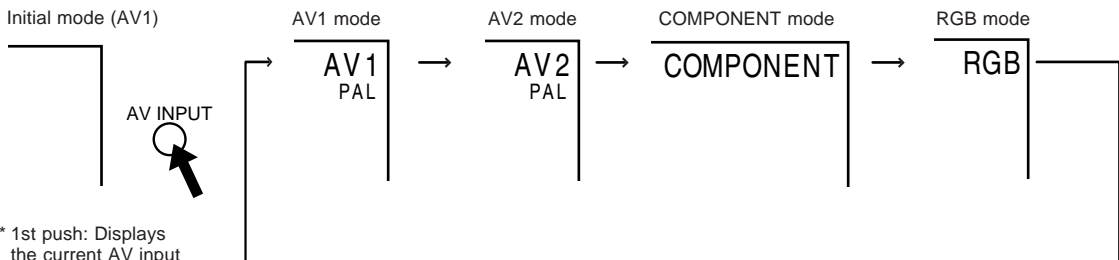 Initial mode (AV1)
AV1 mode
AV2 mode
COMPONENT mode
RGB mode
AV1
PAL
AV2
PAL
COMPONENT
RGB
AV INPUT
* 1st push: Displays
the current AV input